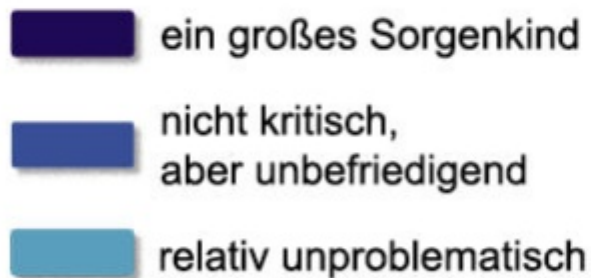 ein großes Sorgenkind
nicht kritisch,
aber unbefriedigend
relativ unproblematisch